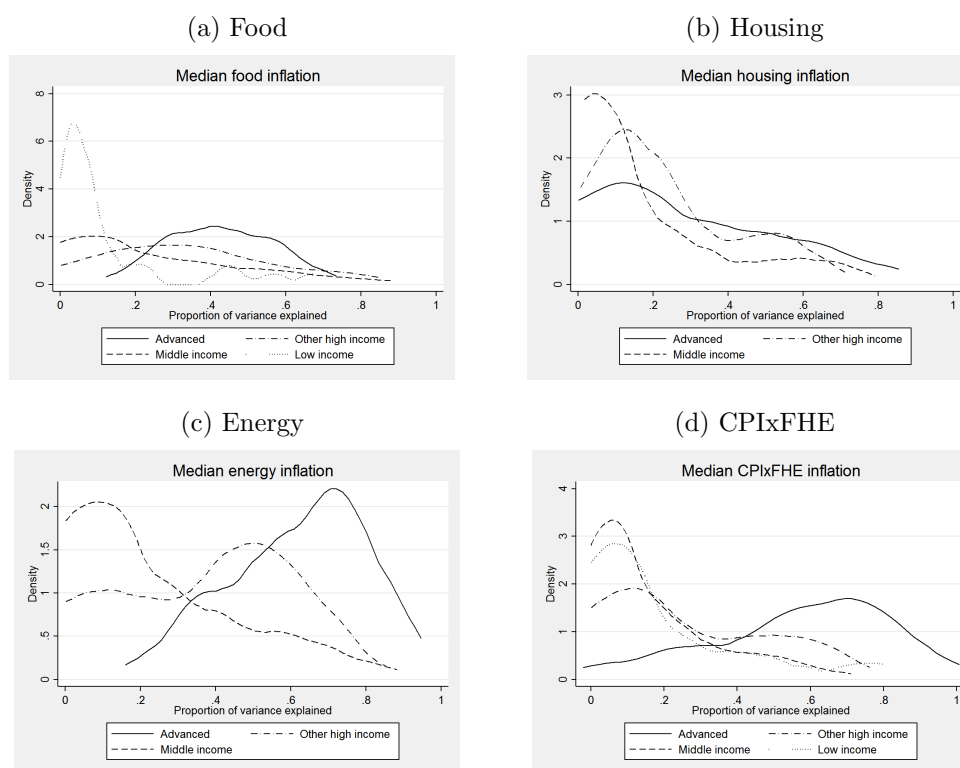 (a) Food
Median food inflation
8
6
4
2
0
Density
0 .2 .4 .6 .8 1
Proportion of variance explained
Advanced Other high income
Middle income Low income
(b) Housing
Median housing inflation
3
2
1
0
Density
0 .2 .4 .6 .8 1
Proportion of variance explained
Advanced Other high income
Middle income
(c) Energy
Median energy inflation
2
1.5
1
.5
0
Density
0 .2 .4 .6 .8 1
Proportion of variance explained
Advanced Other high income
Middle income
(d) CPIxFHE
Median CPIxFHE inflation
4
3
2
1
0
Density
0 .2 .4 .6 .8 1
Proportion of variance explained
Advanced Other high income
Middle income Low income